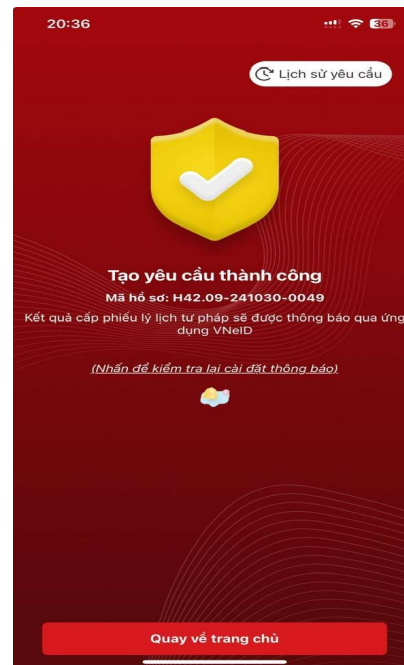 20:36
36
Lịch sử yêu cầu
Tạo yêu cầu thành công
Mã hồ sơ: H42.09-241030-0049
Kết quả cấp phiếu lý lịch tư pháp sẽ được thông báo qua ứng
dụng VNeID
(Nhấn để kiểm tra lại cài đặt thông báo)
Quay về trang chủ